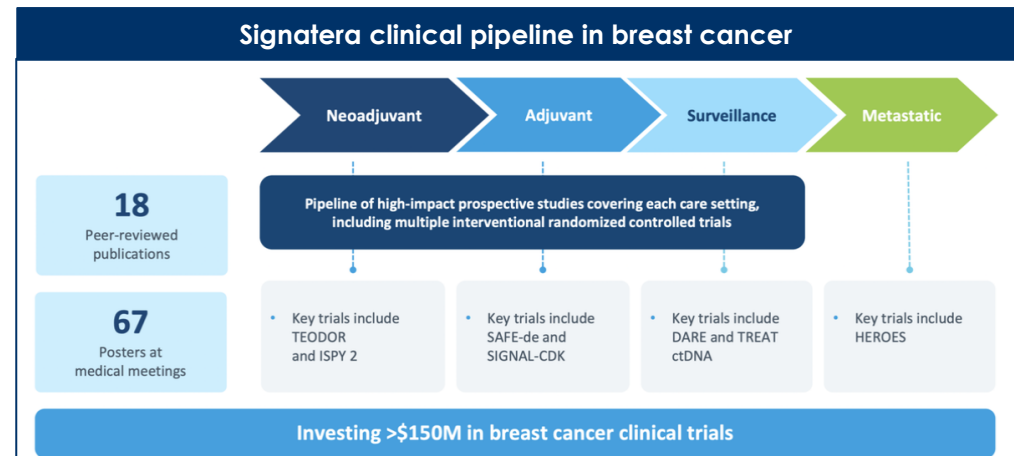 Signatera clinical pipeline in breast cancer
Neoadjuvant
Adjuvant
Surveillance
Metastatic
18
Peer-reviewed
publications
Pipeline of high-impact prospective studies covering each care setting,
including multiple interventional randomized controlled trials
67
Posters at
medical meetings
• Key trials include
TEODOR
and ISPY 2
• Key trials include
SAFE-de and
SIGNAL-CDK
• Key trials include
DARE and TREAT
ctDNA
• Key trials include
HEROES
Investing >$150M in breast cancer clinical trials